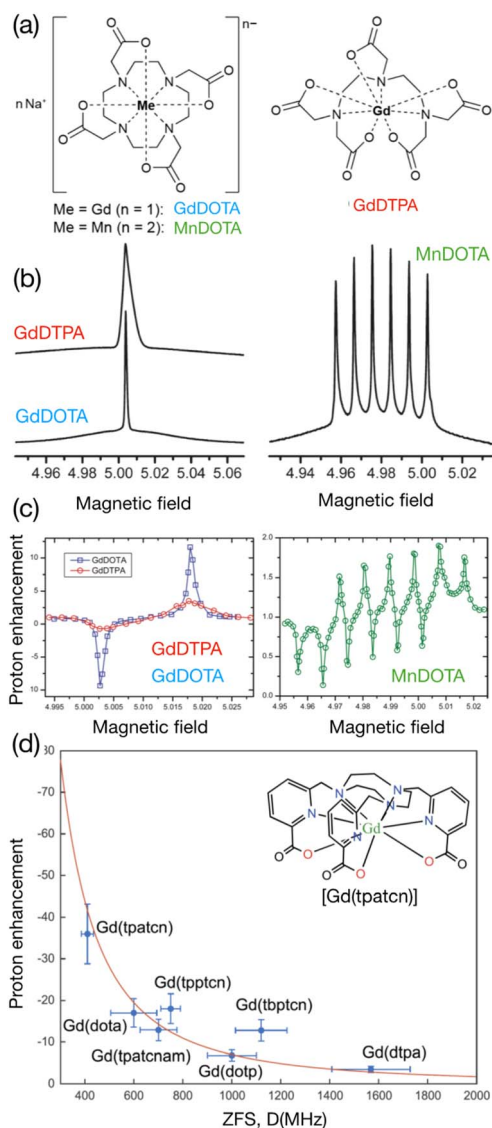 (a)
O
O
n−
O
O
O
n Na⁺
N
N
Me
O
O
N
N
O
O
O
O
N
O
O
N
N
O
Gd
O
O
O
O
O
Me = Gd (n = 1): GdDOTA
Me = Mn (n = 2): MnDOTA
GdDTPA
(b)
MnDOTA
GdDTPA
GdDOTA
4.96 4.98 5.00 5.02 5.04 5.06
4.94 4.96 4.98 5.00 5.02
Magnetic field
Magnetic field
(c)
Proton enhancement
10
5
0
5
10
GdDOTA
GdDTPA
GdDTPA
GdDOTA
4.995 5.000 5.005 5.010 5.015 5.020 5.025
Magnetic field
2.0
1.5
1.0
0.5
0.0
MnDOTA
4.96 4.97 4.98 4.99 5.00 5.01 5.02
Magnetic field
(d)
Proton enhancement
-70
-60
-50
-40
-30
-20
-10
0
N
N
N
N
N
N
Gd
O
O
O
O
O
O
[Gd(tpatcn)]
Gd(tpatcn)
Gd(tpptcn)
Gd(tbptcn)
Gd(dota)
Gd(tpatcnam)
Gd(dotp)
Gd(dtpa)
400 600 800 1000 1200 1400 1600 1800 2000
ZFS, D(MHz)